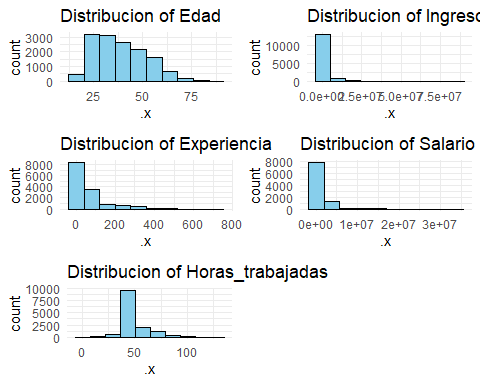 Distribucion of Edad
count
3000
2000
1000
0
25
50
75
.x
Distribucion of Ingreso
count
10000
5000
0
0.0e+00
2.5e+07
5.0e+07
7.5e+07
.x
Distribucion of Experiencia
count
8000
6000
4000
2000
0
0
200
400
600
800
.x
Distribucion of Salario
count
8000
6000
4000
2000
0
0e+00
1e+07
2e+07
3e+07
.x
Distribucion of Horas_trabajadas
count
10000
7500
5000
2500
0
0
50
100
.x